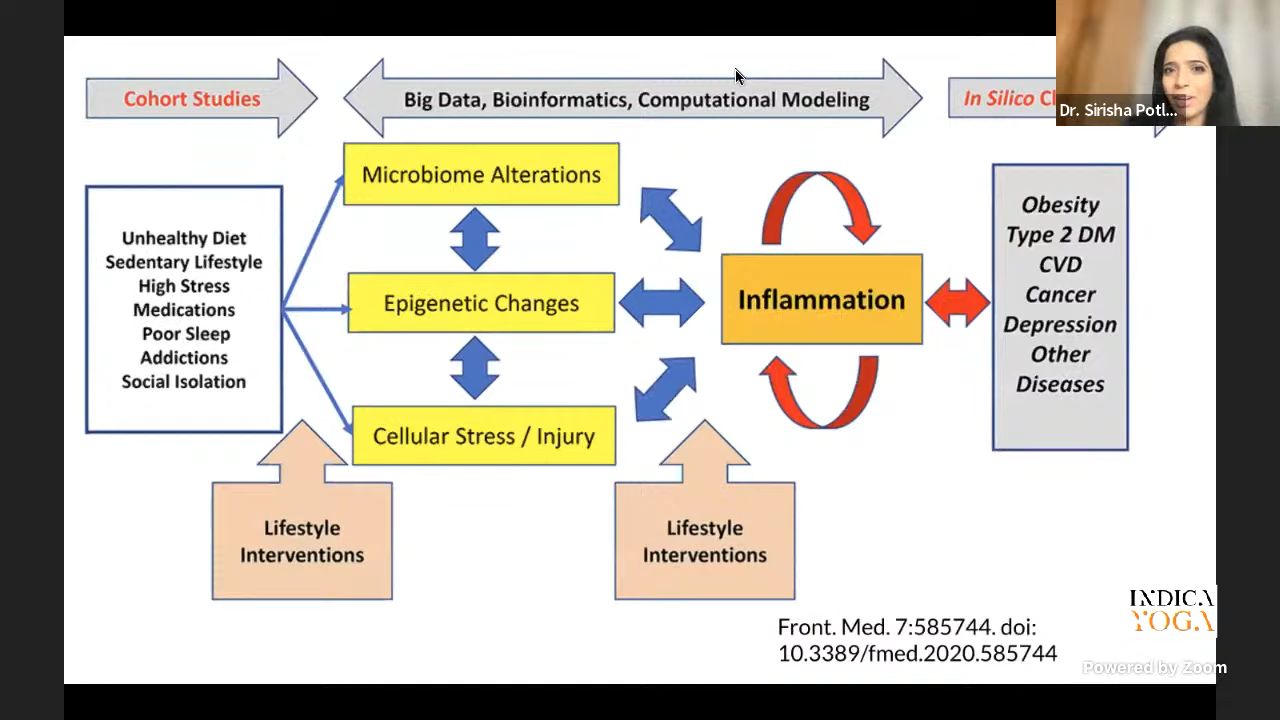 Cohort Studies
Big Data, Bioinformatics, Computational Modeling
In Silico
Dr. Sirisha Potl...
Unhealthy Diet
Sedentary Lifestyle
High Stress
Medications
Poor Sleep
Addictions
Social Isolation
Microbiome Alterations
Epigenetic Changes
Cellular Stress / Injury
Inflammation
Obesity
Type 2 DM
CVD
Cancer
Depression
Other
Diseases
Lifestyle
Interventions
Lifestyle
Interventions
Front. Med. 7:585744. doi:
10.3389/fmed.2020.585744
INDICA
YOGA
Powered by Zoom